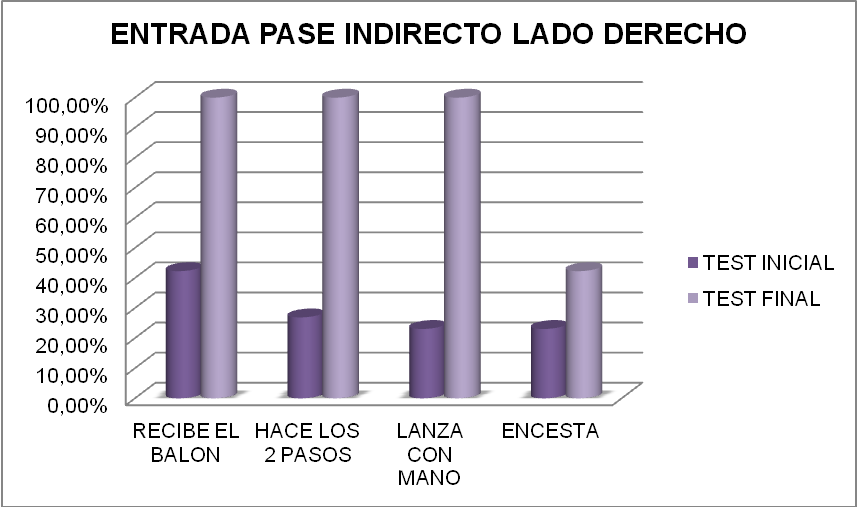 ENTRADA PASE INDIRECTO LADO DERECHO
100,00%
90,00%
80,00%
70,00%
60,00%
50,00%
40,00%
30,00%
20,00%
10,00%
0,00%
RECIBE EL
BALON
HACE LOS
2 PASOS
LANZA
CON
MANO
ENCESTA
TEST INICIAL
TEST FINAL